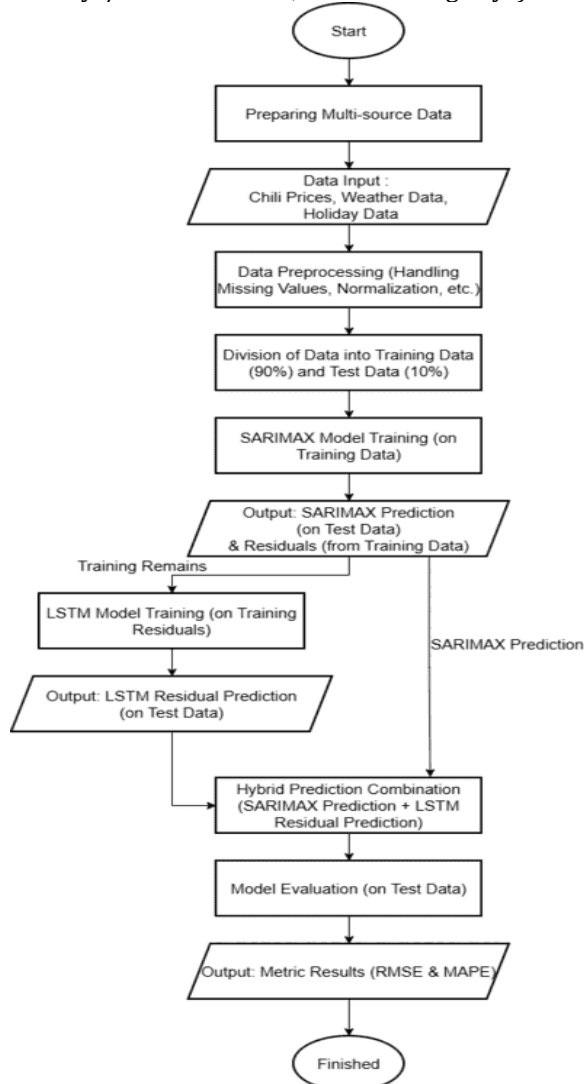 Start
Preparing Multi-source Data
Data Input :
Chili Prices, Weather Data,
Holiday Data
Data Preprocessing (Handling
Missing Values, Normalization, etc.)
Division of Data into Training Data
(90%) and Test Data (10%)
SARIMAX Model Training (on
Training Data)
Output: SARIMAX Prediction
(on Test Data)
& Residuals (from Training Data)
Training Remains
LSTM Model Training (on Training
Residuals)
SARIMAX Prediction
Output: LSTM Residual Prediction
(on Test Data)
Hybrid Prediction Combination
(SARIMAX Prediction + LSTM
Residual Prediction)
Model Evaluation (on Test Data)
Output: Metric Results (RMSE & MAPE)
Finished